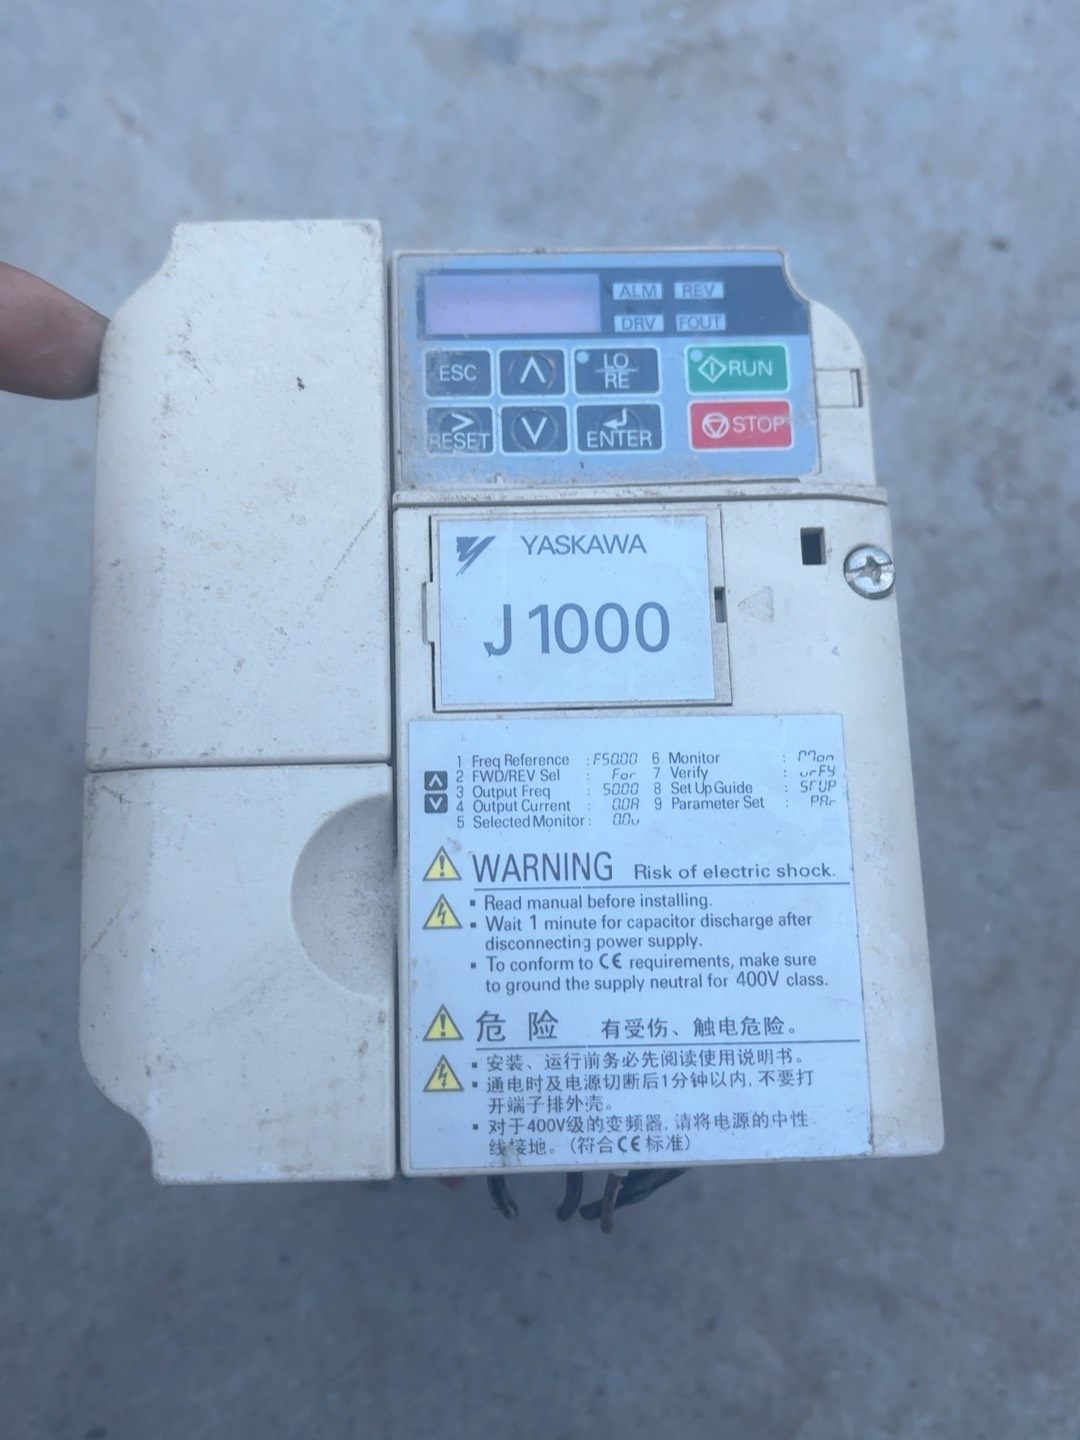 ALM REV
DRV FOUT
ESC LO RE RUN
RESET ENTER STOP
YASKAWA
J1000
1 Freq Reference : F50.00 6 Monitor : Mon
2 FWD/REV Sel : For 7 Verify : vrFy
3 Output Freq : 50.00 8 Set Up Guide : STUP
4 Output Current : 0.0A 9 Parameter Set : PAr
5 Selected Monitor : 0.0v
WARNING Risk of electric shock.
▪ Read manual before installing.
▪ Wait 1 minute for capacitor discharge after
disconnecting power supply.
▪ To conform to CE requirements, make sure
to ground the supply neutral for 400V class.
危 险 有受伤、触电危险。
▪ 安装、运行前务必先阅读使用说明书。
▪ 通电时及电源切断后1分钟以内,不要打
开端子排外壳。
▪ 对于400V级的变频器,请将电源的中性
线接地。(符合CE标准)